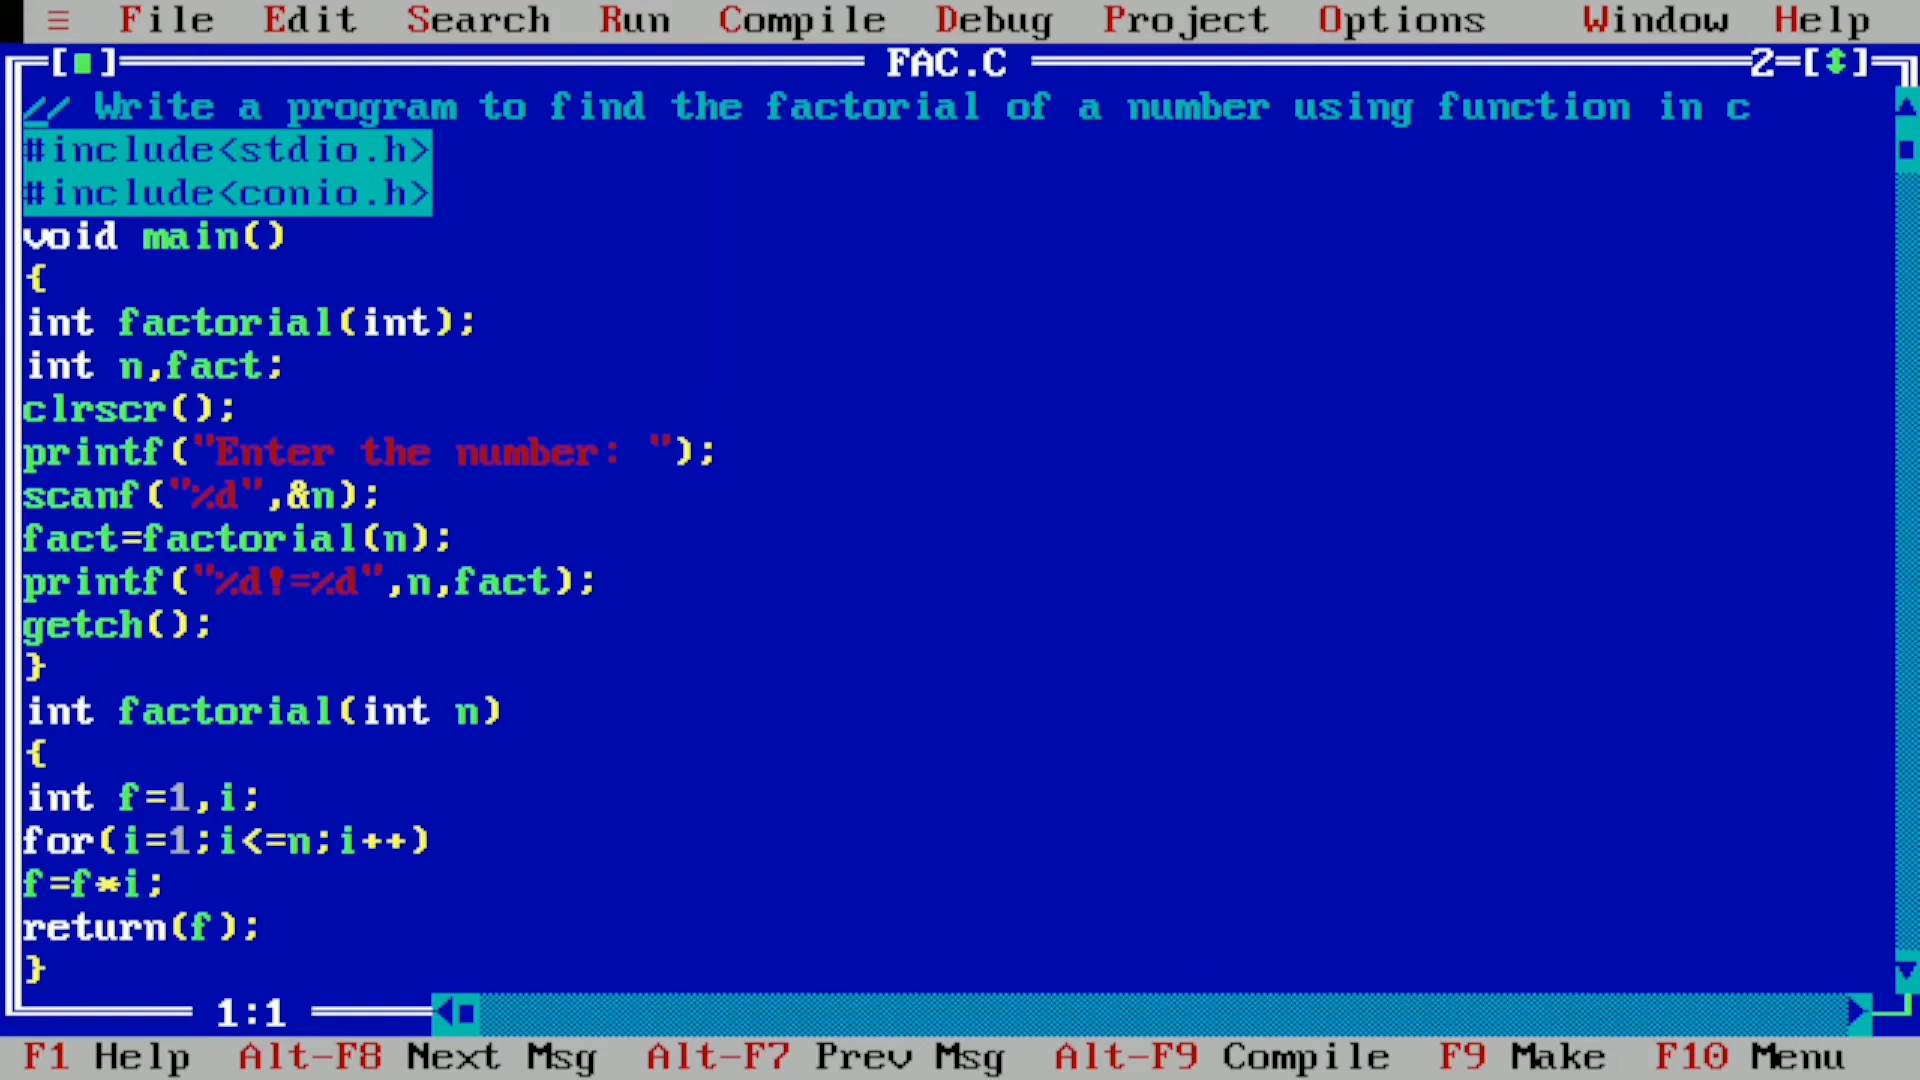 ≡ File Edit Search Run Compile Debug Project Options Window Help
[■] FAC.C 2=[↕]
// Write a program to find the factorial of a number using function in c
#include<stdio.h>
#include<conio.h>
void main()
{
int factorial(int);
int n,fact;
clrscr();
printf("Enter the number: ");
scanf("%d",&n);
fact=factorial(n);
printf("%d!=%d",n,fact);
getch();
}
int factorial(int n)
{
int f=1,i;
for(i=1;i<=n;i++)
f=f*i;
return(f);
}
1:1
F1 Help Alt-F8 Next Msg Alt-F7 Prev Msg Alt-F9 Compile F9 Make F10 Menu